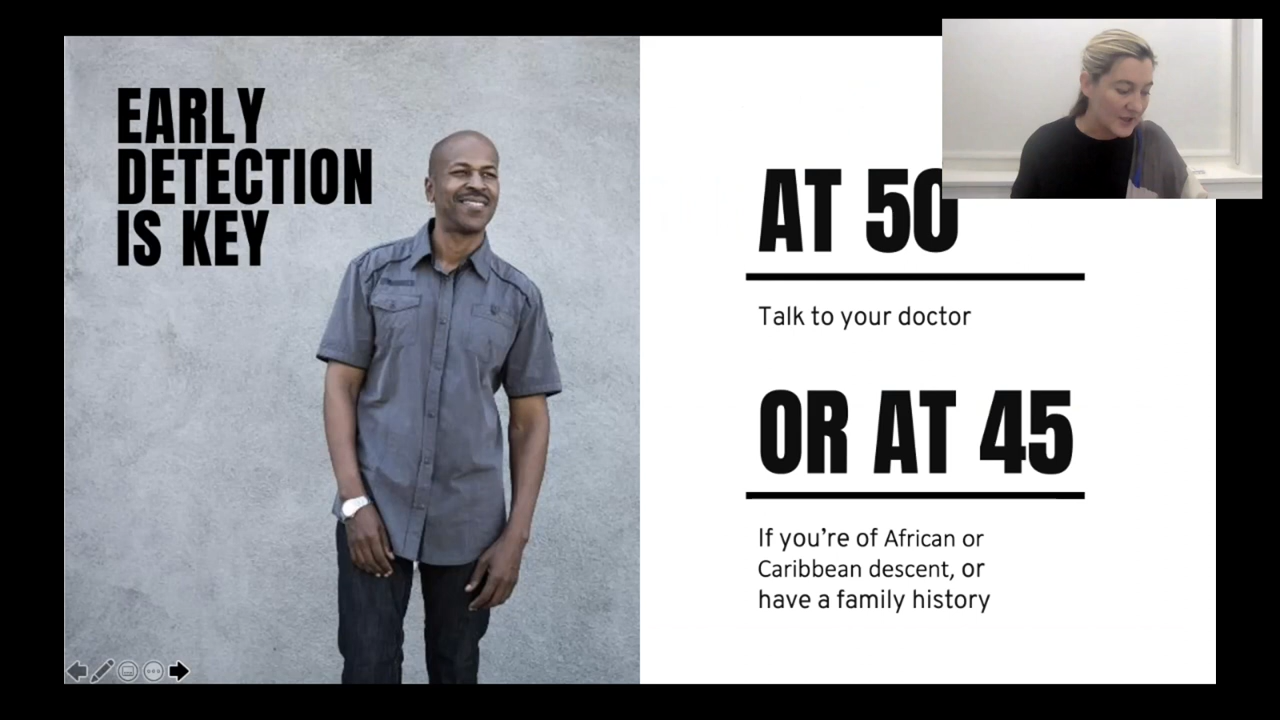 EARLY
DETECTION
IS KEY
AT 50
Talk to your doctor
OR AT 45
If you're of African or
Caribbean descent, or
have a family history